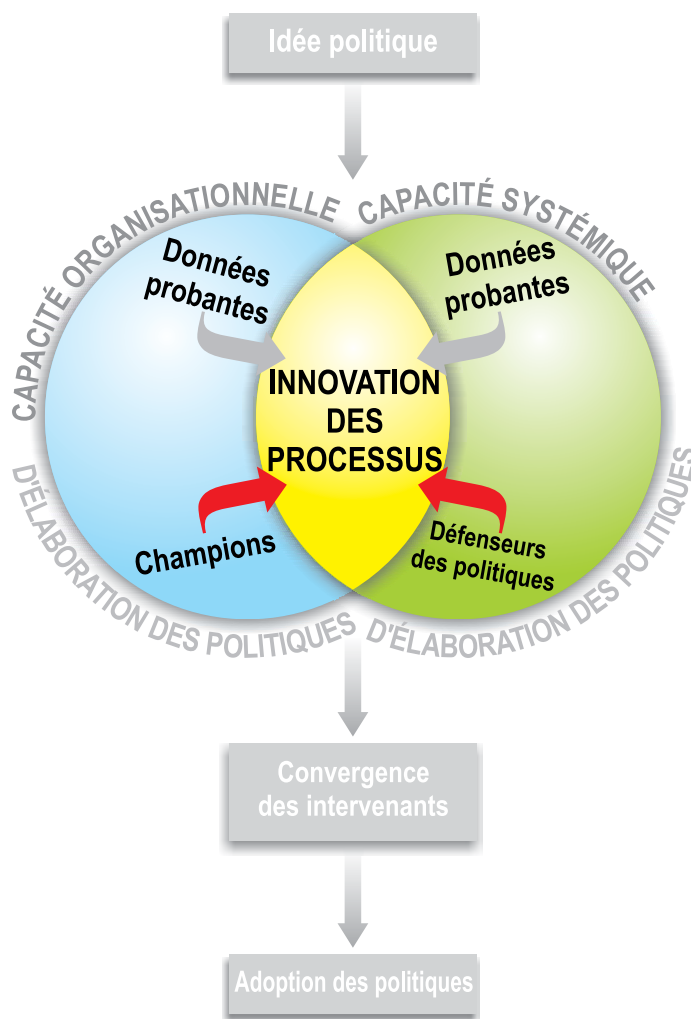 Idée politique
CAPACITÉ ORGANISATIONNELLE
D'ÉLABORATION DES POLITIQUES
CAPACITÉ SYSTÉMIQUE
D'ÉLABORATION DES POLITIQUES
Données
probantes
Données
probantes
INNOVATION
DES
PROCESSUS
Champions
Défenseurs
des politiques
Convergence
des intervenants
Adoption des politiques